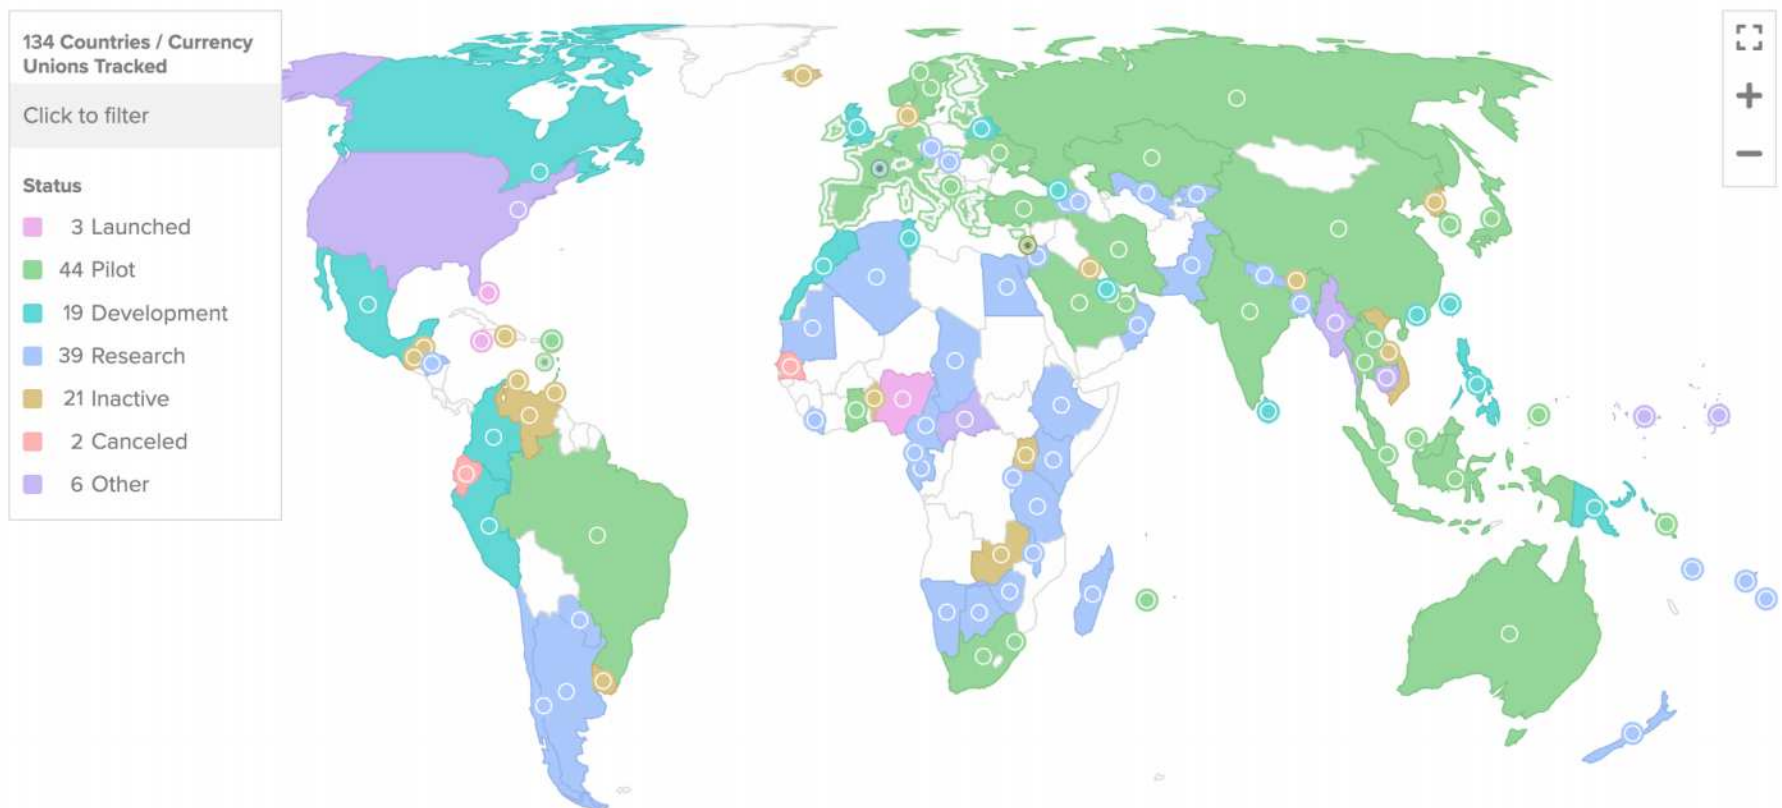 134 Countries / Currency
Unions Tracked
Click to filter
Status
3 Launched
44 Pilot
19 Development
39 Research
21 Inactive
2 Canceled
6 Other